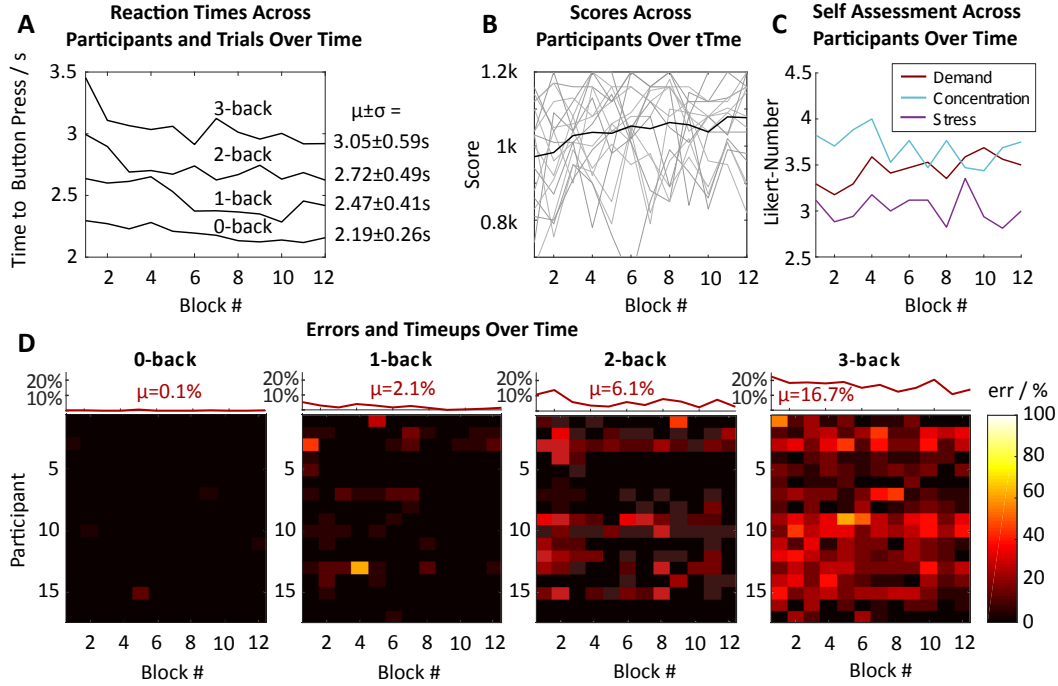 A
Reaction Times Across
Participants and Trials Over Time
Time to Button Press / s
3.5
3
2.5
2
3-back
2-back
1-back
0-back
μ±σ =
3.05±0.59s
2.72±0.49s
2.47±0.41s
2.19±0.26s
2 4 6 8 10 12
Block #
B
Scores Across
Participants Over tTme
Score
1.2k
1k
0.8k
2 4 6 8 10 12
Block #
C
Self Assessment Across
Participants Over Time
Likert-Number
4.5
4
3.5
3
2.5
Demand
Concentration
Stress
2 4 6 8 10 12
Block #
D
Errors and Timeups Over Time
0-back
20%
10%
μ=0.1%
Participant
5
10
15
2 4 6 8 10 12
Block #
1-back
20%
10%
μ=2.1%
5
10
15
2 4 6 8 10 12
Block #
2-back
20%
10%
μ=6.1%
5
10
15
2 4 6 8 10 12
Block #
3-back
20%
10%
μ=16.7%
5
10
15
2 4 6 8 10 12
Block #
err / %
100
80
60
40
20
0